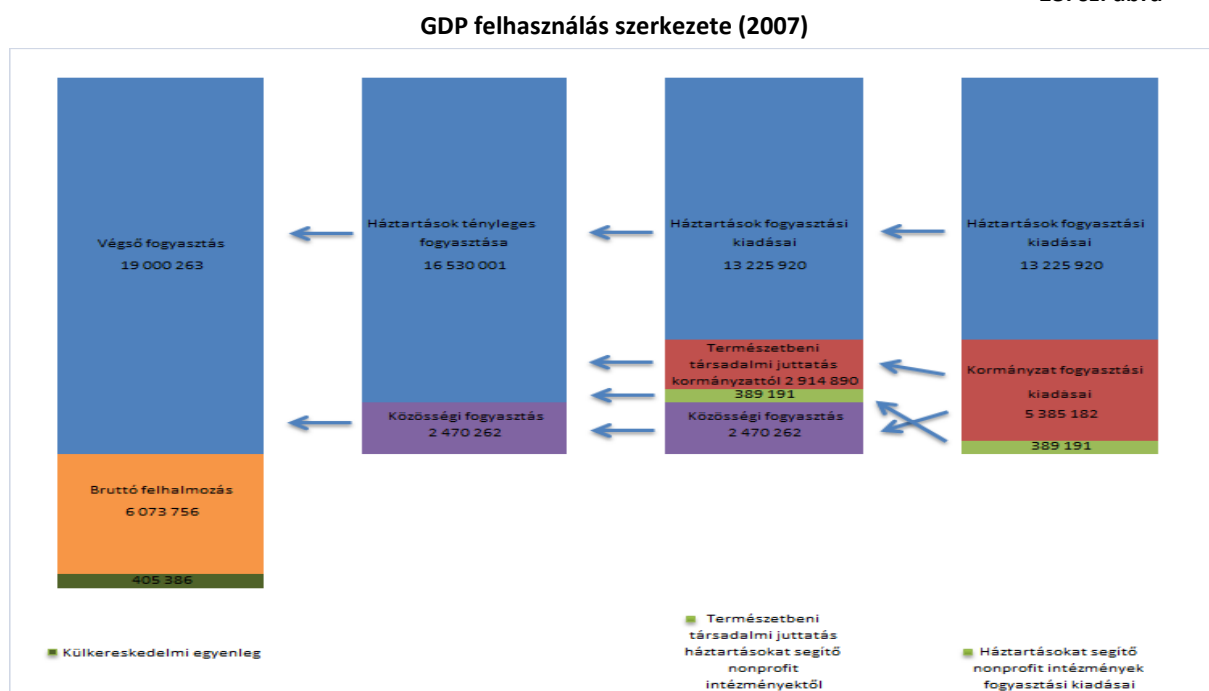 GDP felhasználás szerkezete (2007)
Végső fogyasztás
19 000 263
Bruttó felhalmozás
6 073 756
405 386
Külkereskedelmi egyenleg
Háztartások tényleges
fogyasztása
16 530 001
Közösségi fogyasztás
2 470 262
Háztartások fogyasztási
kiadásai
13 225 920
Természetbeni
társadalmi juttatás
kormányzattól 2 914 890
389 191
Közösségi fogyasztás
2 470 262
Természetbeni
társadalmi juttatás
háztartásokat segítő
nonprofit
intézményektől
Háztartások fogyasztási
kiadásai
13 225 920
Kormányzat fogyasztási
kiadásai
5 385 182
389 191
Háztartásokat segítő
nonprofit intézmények
fogyasztási kiadásai